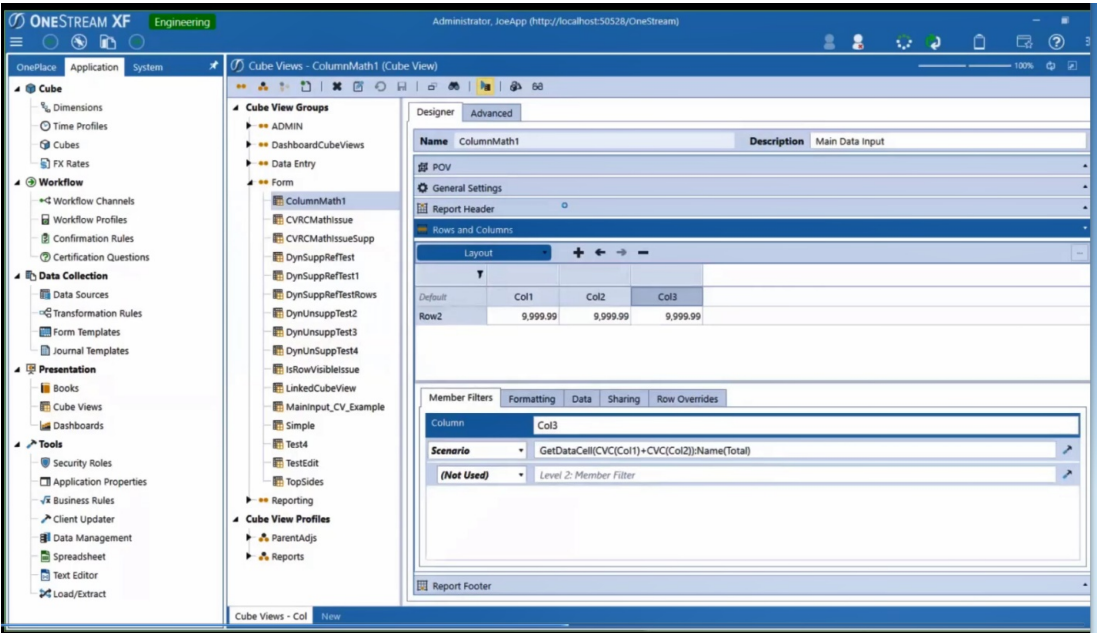 ONESTREAM XF Engineering
Administrator, JoeApp (http://localhost:50528/OneStream)
OnePlace Application System
Cube Views - ColumnMath1 (Cube View)
100%
Cube
Dimensions
Time Profiles
Cubes
FX Rates
Workflow
Workflow Channels
Workflow Profiles
Confirmation Rules
Certification Questions
Data Collection
Data Sources
Transformation Rules
Form Templates
Journal Templates
Presentation
Books
Cube Views
Dashboards
Tools
Security Roles
Application Properties
Business Rules
Client Updater
Data Management
Spreadsheet
Text Editor
Load/Extract
Cube View Groups
ADMIN
DashboardCubeViews
Data Entry
Form
ColumnMath1
CVRCMathIssue
CVRCMathIssueSupp
DynSuppRefTest
DynSuppRefTest1
DynSuppRefTestRows
DynUnsuppTest2
DynUnsuppTest3
DynUnSuppTest4
IsRowVisibleIssue
LinkedCubeView
MainInput_CV_Example
Simple
Test4
TestEdit
TopSides
Reporting
Cube View Profiles
ParentAdjs
Reports
Designer Advanced
Name ColumnMath1 Description Main Data Input
POV
General Settings
Report Header
Rows and Columns
Layout
Default Col1 Col2 Col3
Row2 9,999.99 9,999.99 9,999.99
Member Filters Formatting Data Sharing Row Overrides
Column Col3
Scenario GetDataCell(CVC(Col1)+CVC(Col2)):Name(Total)
(Not Used) Level 2: Member Filter
Report Footer
Cube Views - Col New